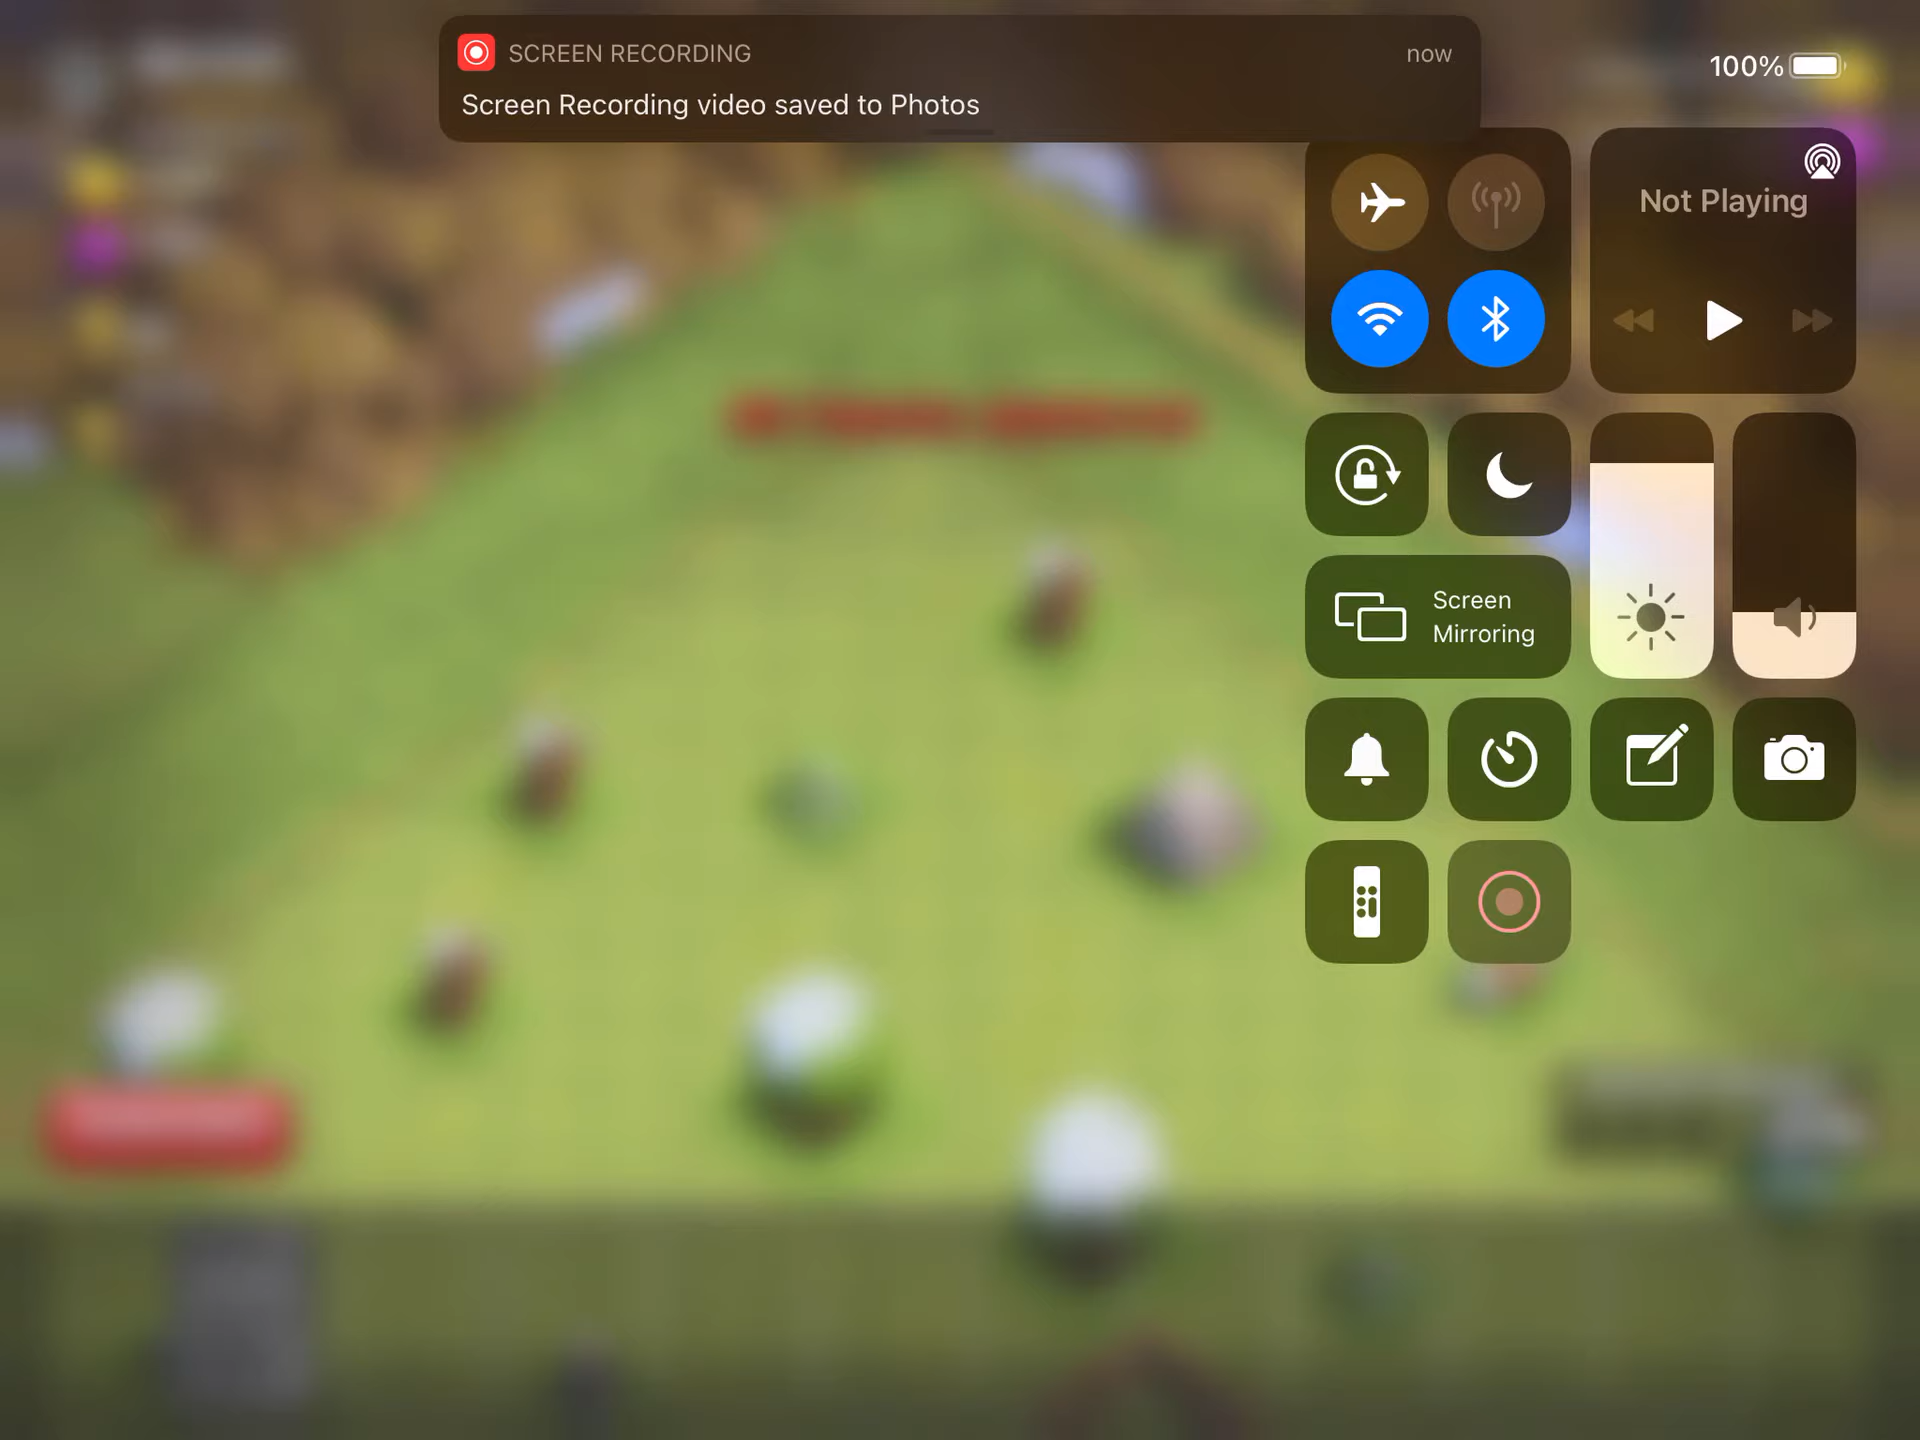 SCREEN RECORDING
now
Screen Recording video saved to Photos
100%
Not Playing
Screen
Mirroring